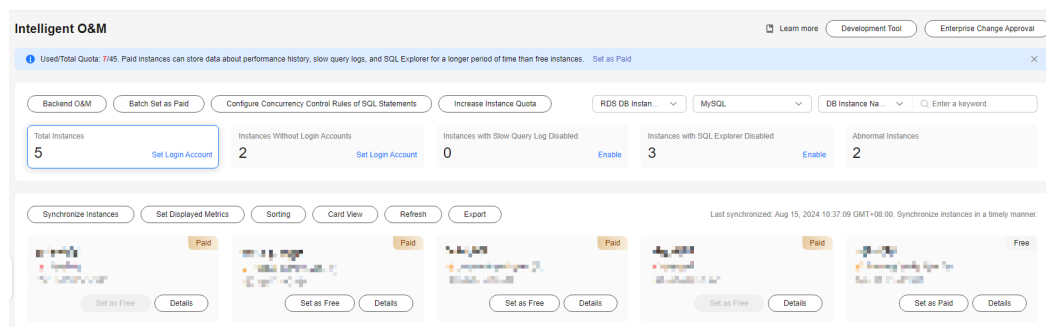 Intelligent O&M
Learn more Development Tool Enterprise Change Approval
Used/Total Quota: 7/45. Paid instances can store data about performance history, slow query logs, and SQL Explorer for a longer period of time than free instances. Set as Paid
Backend O&M Batch Set as Paid Configure Concurrency Control Rules of SQL Statements Increase Instance Quota RDS DB Instan... MySQL DB Instance Na... Enter a keyword.
Total Instances Instances Without Login Accounts Instances with Slow Query Log Disabled Instances with SQL Explorer Disabled Abnormal Instances
5 Set Login Account 2 Set Login Account 0 Enable 3 Enable 2
Synchronize Instances Set Displayed Metrics Sorting Card View Refresh Export Last synchronized: Aug 15, 2024 10:37:09 GMT+08:00. Synchronize instances in a timely manner.
Paid Paid Paid Paid Free
Set as Free Details Set as Free Details Set as Free Details Set as Free Details Set as Paid Details